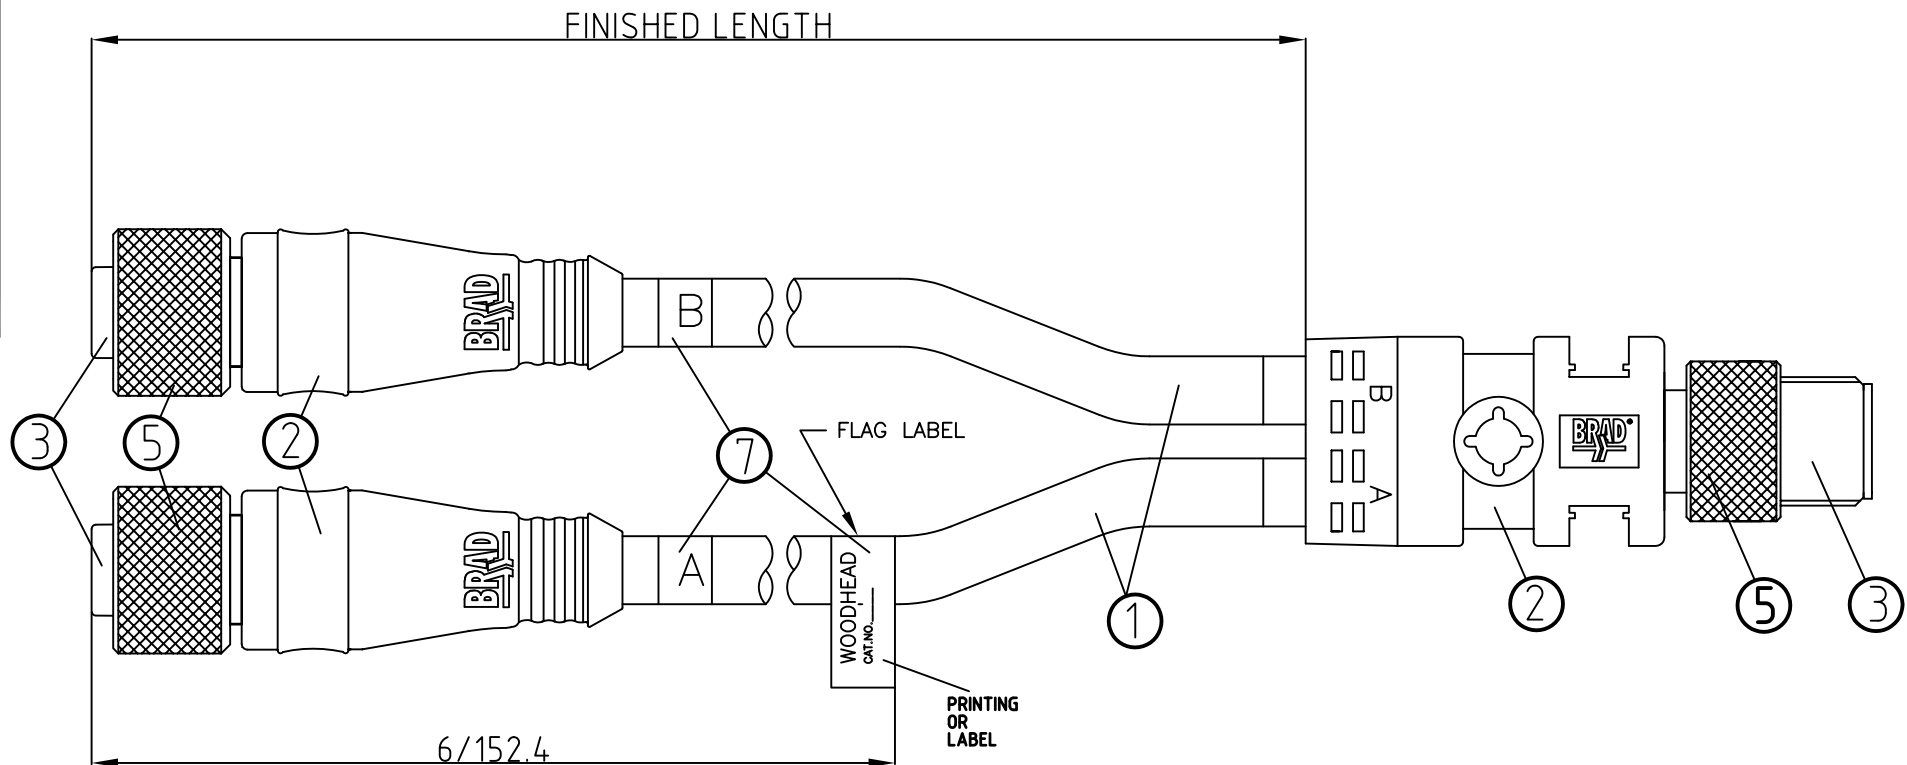 FINISHED LENGTH
BRAD
B
B
3
5
2
7
FLAG LABEL
BRAD®
A
BRAD
A
WOODHEAD
CAT.NO.______
1
2
5
3
PRINTING
OR
LABEL
6/152.4